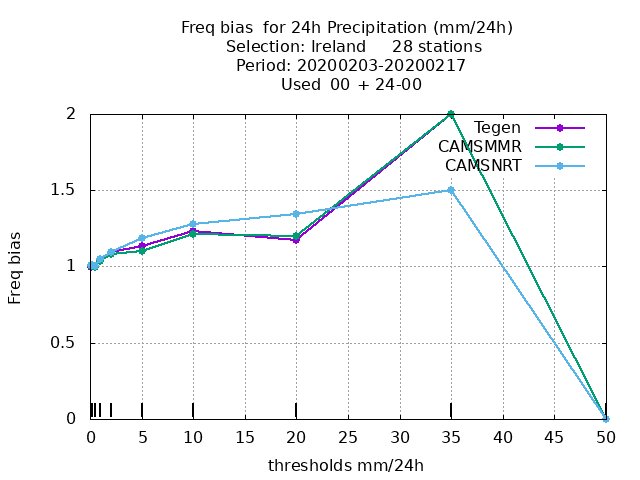 Freq bias  for 24h Precipitation (mm/24h)
Selection: Ireland     28 stations
Period: 20200203-20200217
Used  00 + 24-00
Tegen
CAMSMMR
CAMSNRT
2
1.5
1
0.5
0
Freq bias
0 5 10 15 20 25 30 35 40 45 50
thresholds mm/24h